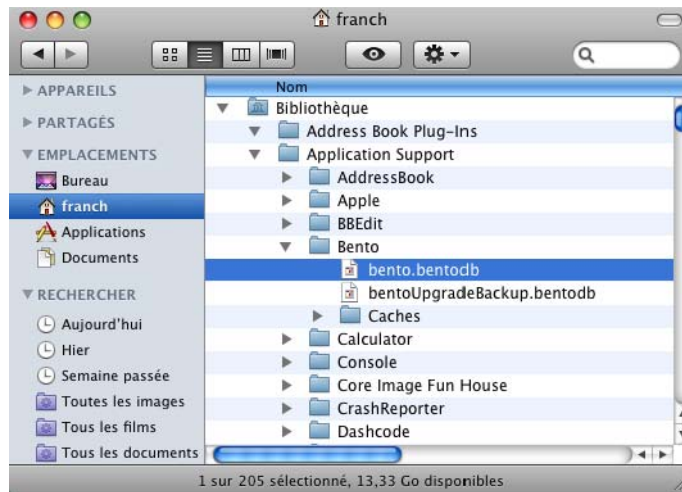 franch
Nom
APPAREILS
PARTAGÉS
EMPLACEMENTS
Bureau
franch
Applications
Documents
RECHERCHER
Aujourd'hui
Hier
Semaine passée
Toutes les images
Tous les films
Tous les documents
Bibliothèque
Address Book Plug-Ins
Application Support
AddressBook
Apple
BBEdit
Bento
bento.bentodb
bentoUpgradeBackup.bentodb
Caches
Calculator
Console
Core Image Fun House
CrashReporter
Dashcode
1 sur 205 sélectionné, 13,33 Go disponibles